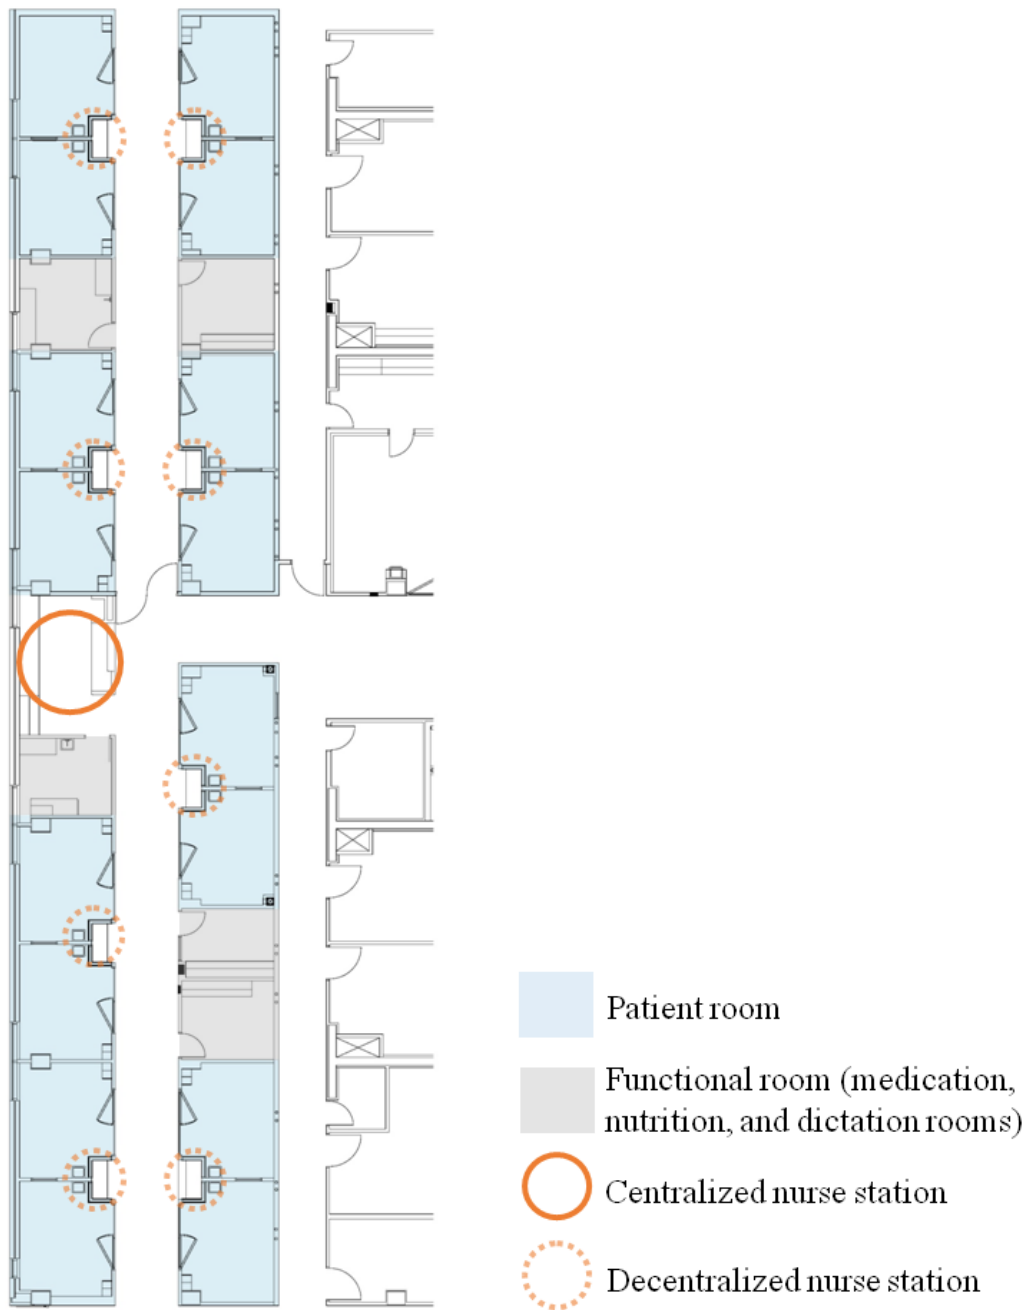 Patient room
Functional room (medication,
nutrition, and dictation rooms)
Centralized nurse station
Decentralized nurse station